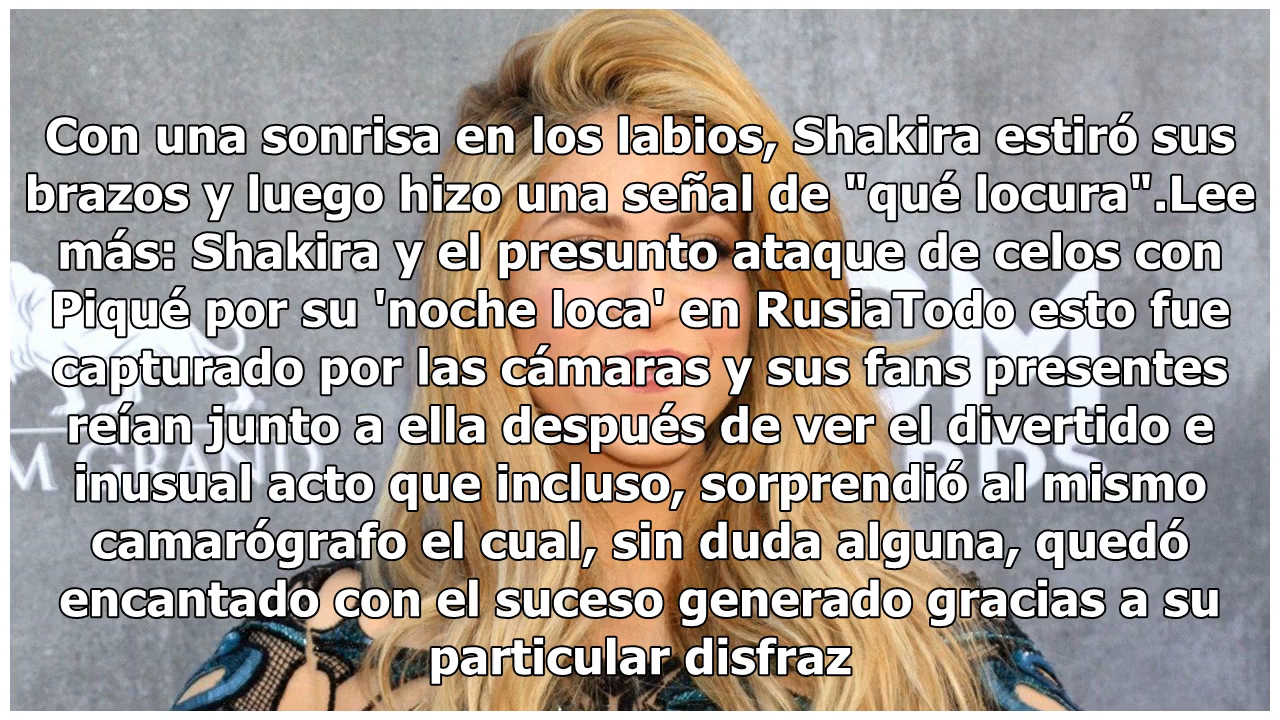 Con una sonrisa en los labios, Shakira estiró sus
brazos y luego hizo una señal de "qué locura".Lee
más: Shakira y el presunto ataque de celos con
Piqué por su 'noche loca' en RusiaTodo esto fue
capturado por las cámaras y sus fans presentes
reían junto a ella después de ver el divertido e
inusual acto que incluso, sorprendió al mismo
camarógrafo el cual, sin duda alguna, quedó
encantado con el suceso generado gracias a su
particular disfraz
M GRAND